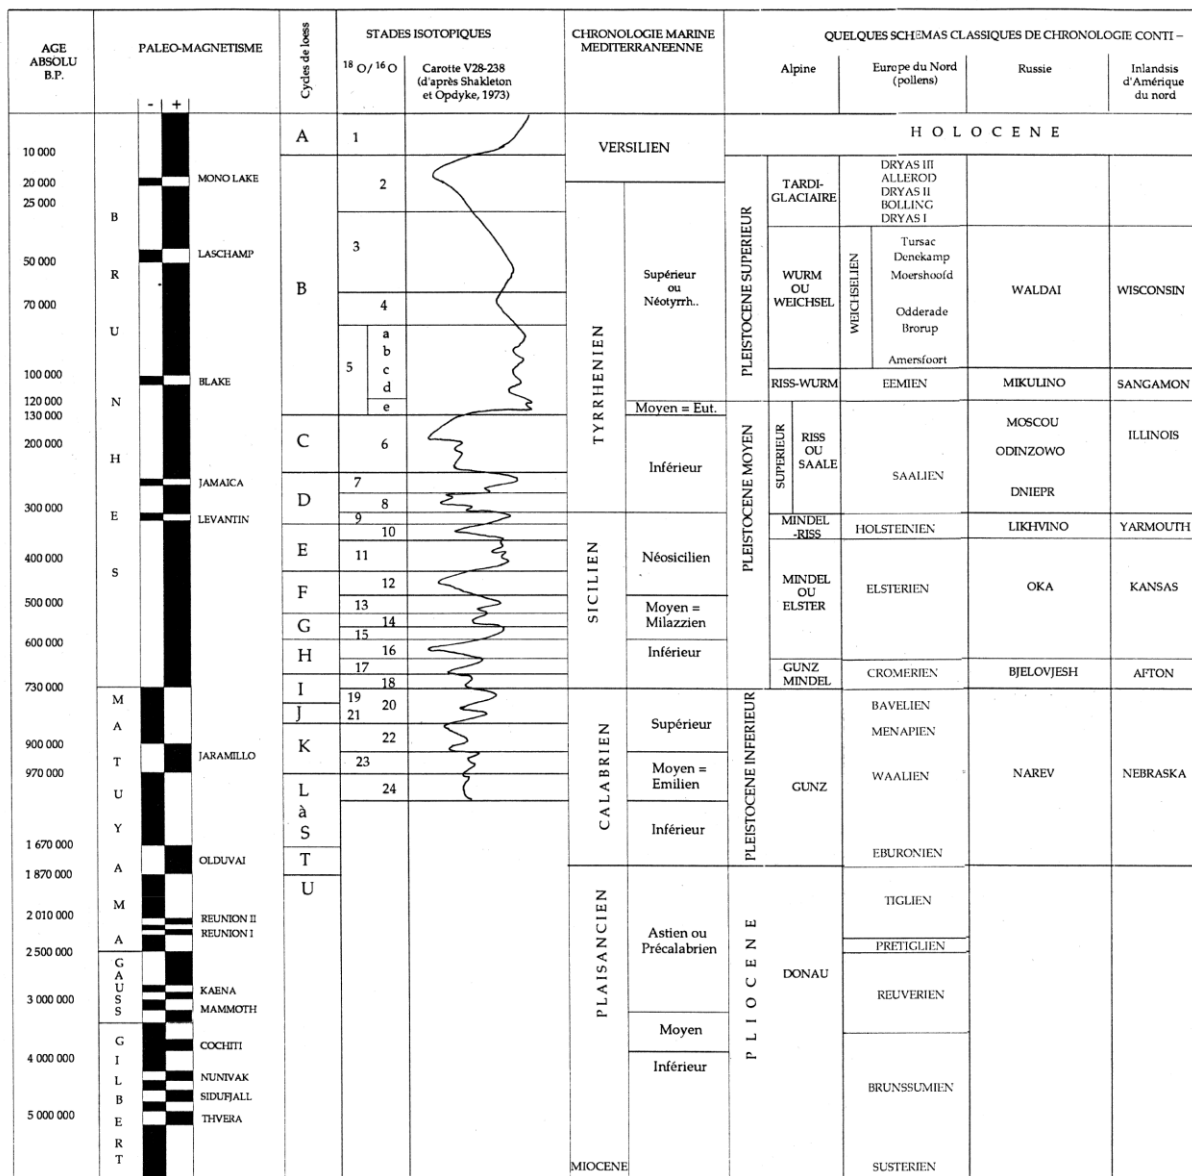 AGE
ABSOLU
B.P.
PALEO-MAGNETISME
- +
Cycles de loess
STADES ISOTOPIQUES
18 O/ 16 O
Carotte V28-238
(d'après Shakleton
et Opdyke, 1973)
CHRONOLOGIE MARINE
MEDITERRANEENNE
QUELQUES SCHEMAS CLASSIQUES DE CHRONOLOGIE CONTI –
Alpine
Europe du Nord
(pollens)
Russie
Inlandsis
d'Amérique
du nord
10 000
20 000
25 000
50 000
70 000
100 000
120 000
130 000
200 000
300 000
400 000
500 000
600 000
730 000
900 000
970 000
1 670 000
1 870 000
2 010 000
2 500 000
3 000 000
4 000 000
5 000 000
BRUNHES
MATUYAMA
GAUSS
GILBERT
MONO LAKE
LASCHAMP
BLAKE
JAMAICA
LEVANTIN
JARAMILLO
OLDUVAI
REUNION II
REUNION I
KAENA
MAMMOTH
COCHITI
NUNIVAK
SIDUFJALL
THVERA
A
B
C
D
E
F
G
H
I
J
K
L
à
S
T
U
1
2
3
4
5
a
b
c
d
e
6
7
8
9
10
11
12
13
14
15
16
17
18
19
20
21
22
23
24
VERSILIEN
TYRRHENIEN
Supérieur
ou
Néotyrrh..
Moyen = Eut.
Inférieur
SICILIEN
Néosicilien
Moyen =
Milazzien
Inférieur
CALABRIEN
Supérieur
Moyen =
Emilien
Inférieur
PLAISANCIEN
Astien ou
Précalabrien
Moyen
Inférieur
MIOCENE
HOLOCENE
PLEISTOCENE SUPERIEUR
PLEISTOCENE MOYEN
PLEISTOCENE INFERIEUR
PLIOCENE
TARDI-
GLACIAIRE
WURM
OU
WEICHSEL
RISS-WURM
SUPERIEUR
RISS
OU
SAALE
MINDEL
-RISS
MINDEL
OU
ELSTER
GUNZ
MINDEL
GUNZ
DONAU
DRYAS III
ALLEROD
DRYAS II
BOLLING
DRYAS I
WEICHSELIEN
Tursac
Denekamp
Moershoofd
Odderade
Brorup
Amersfoort
EEMIEN
SAALIEN
HOLSTEINIEN
ELSTERIEN
CROMERIEN
BAVELIEN
MENAPIEN
WAALIEN
EBURONIEN
TIGLIEN
PRETIGLIEN
REUVERIEN
BRUNSSUMIEN
SUSTERIEN
WALDAI
MIKULINO
MOSCOU
ODINZOWO
DNIEPR
LIKHVINO
OKA
BJELOVJESH
NAREV
WISCONSIN
SANGAMON
ILLINOIS
YARMOUTH
KANSAS
AFTON
NEBRASKA